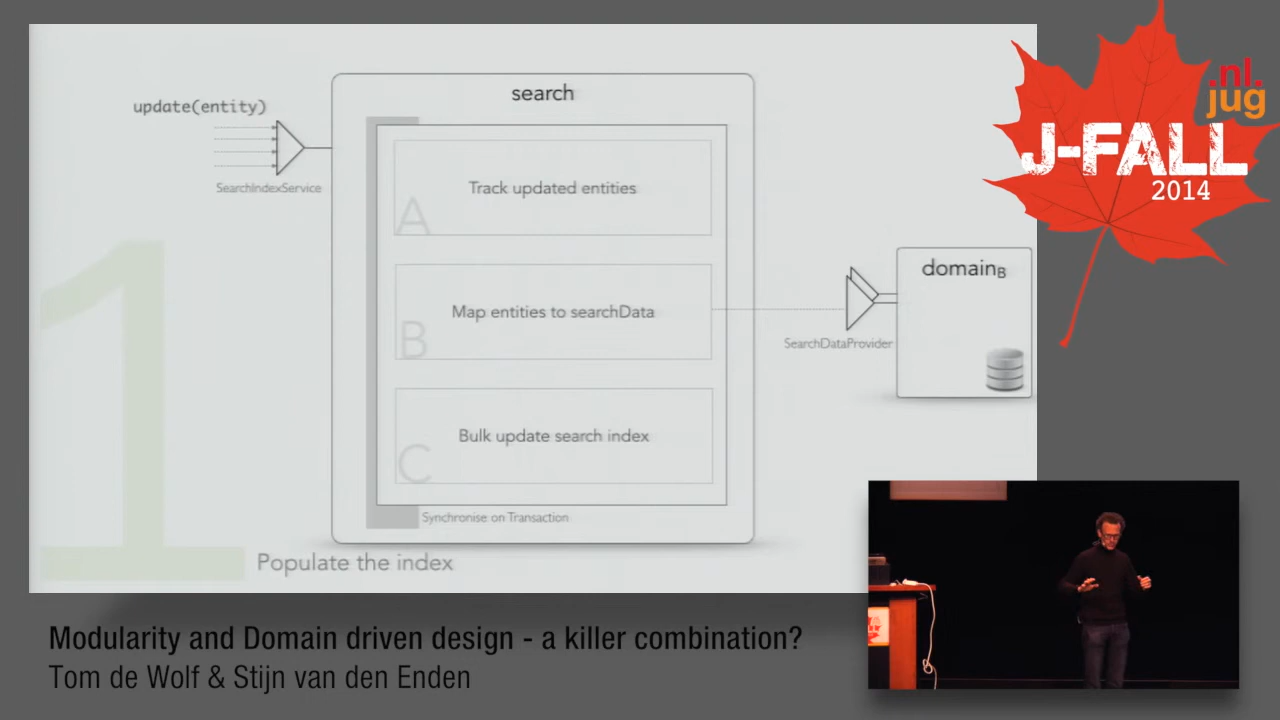 update(entity)
SearchIndexService
search
A
Track updated entities
B
Map entities to searchData
C
Bulk update search index
Synchronise on Transaction
SearchDataProvider
domainB
1
Populate the index
.nl.
jug
J-FALL
2014
Modularity and Domain driven design - a killer combination?
Tom de Wolf & Stijn van den Enden